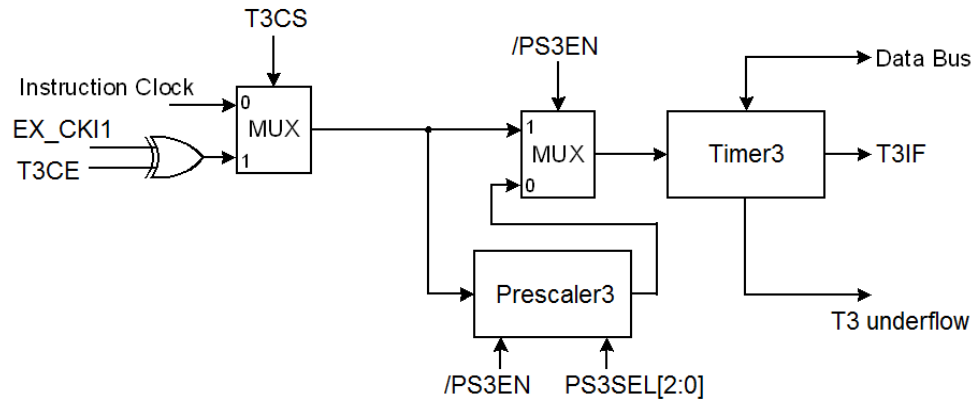 T3CS
/PS3EN
Instruction Clock
0
MUX
EX_CKI1
T3CE
1
1
MUX
0
Timer3
Data Bus
T3IF
Prescaler3
T3 underflow
/PS3EN
PS3SEL[2:0]